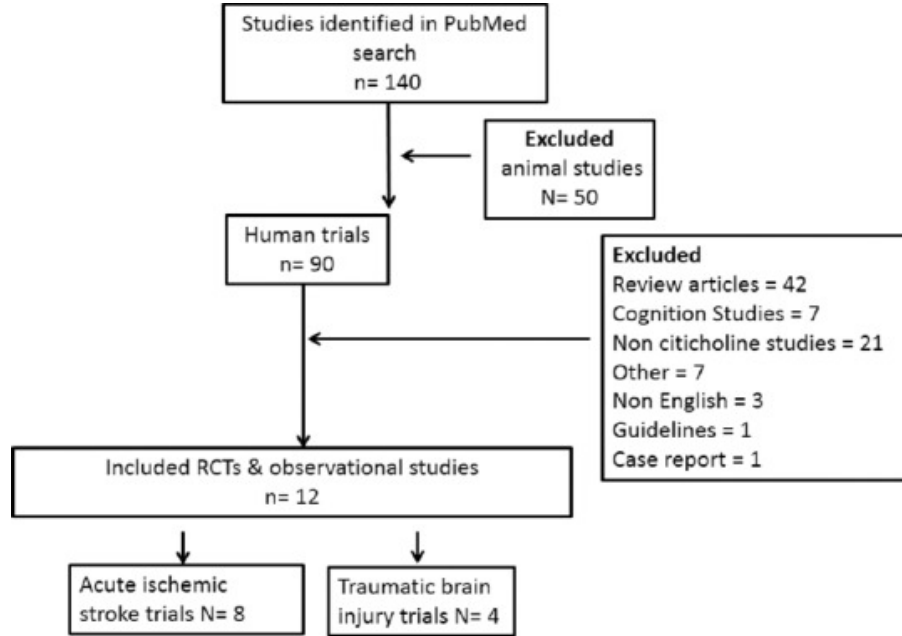 Studies identified in PubMed
search
n= 140
Excluded
animal studies
N= 50
Human trials
n= 90
Excluded
Review articles = 42
Cognition Studies = 7
Non citicholine studies = 21
Other = 7
Non English = 3
Guidelines = 1
Case report = 1
Included RCTs & observational studies
n= 12
Acute ischemic
stroke trials N= 8
Traumatic brain
injury trials N= 4